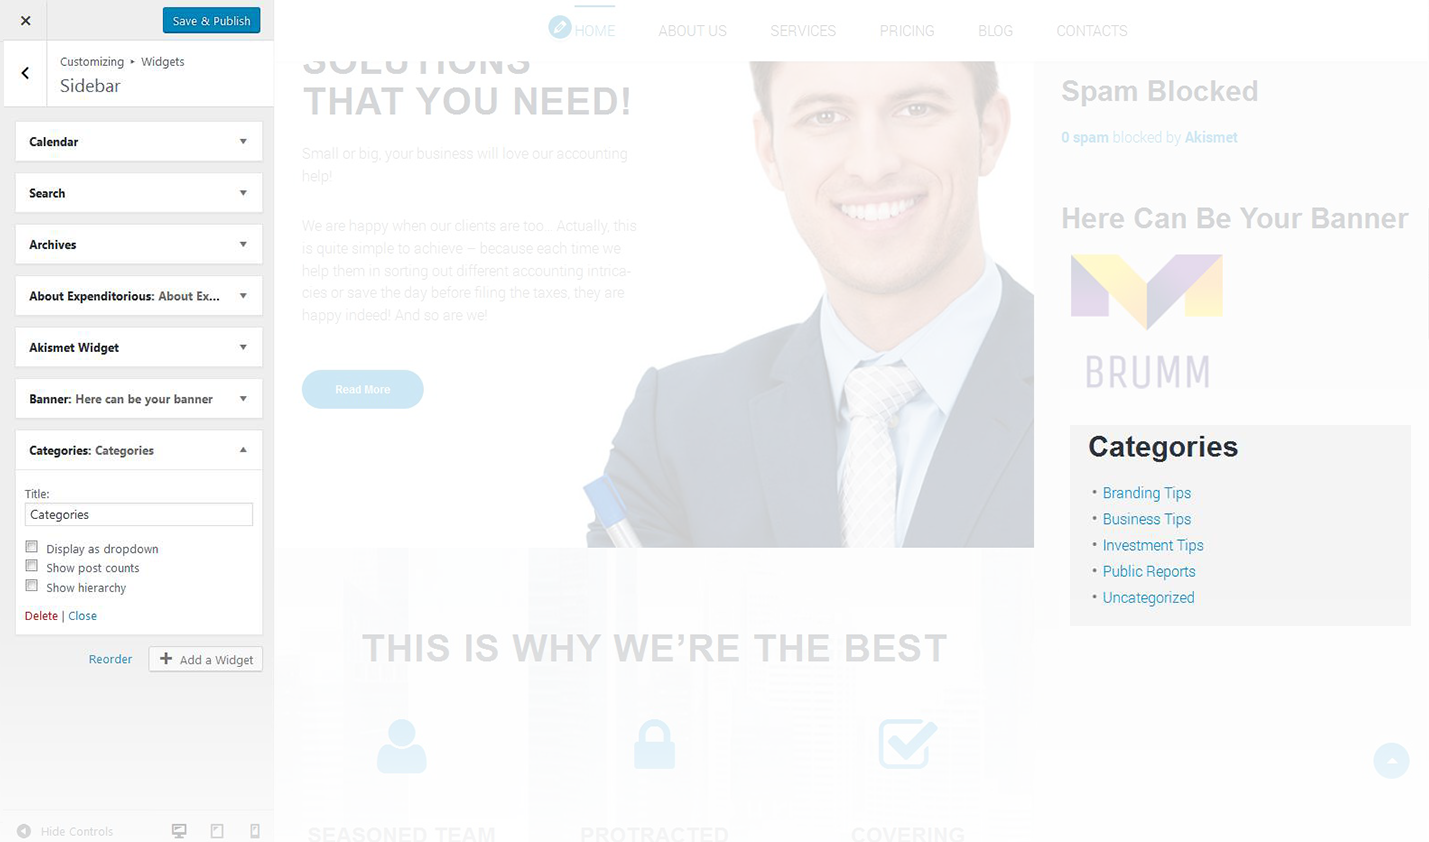 Save & Publish
Customizing ▸ Widgets
Sidebar
Calendar
Search
Archives
About Expenditorious: About Ex...
Akismet Widget
Banner: Here can be your banner
Categories: Categories
Title:
Categories
Display as dropdown
Show post counts
Show hierarchy
Delete | Close
Reorder
Add a Widget
Hide Controls
HOME
ABOUT US
SERVICES
PRICING
BLOG
CONTACTS
SOLUTIONS
THAT YOU NEED!
Small or big, your business will love our accounting
help!
We are happy when our clients are too... Actually, this
is quite simple to achieve – because each time we
help them in sorting out different accounting intrica-
cies or save the day before filing the taxes, they are
happy indeed! And so are we!
Read More
Spam Blocked
0 spam blocked by Akismet
Here Can Be Your Banner
BRUMM
Categories
• Branding Tips
• Business Tips
• Investment Tips
• Public Reports
• Uncategorized
THIS IS WHY WE’RE THE BEST
SEASONED TEAM
PROTRACTED
COVERING